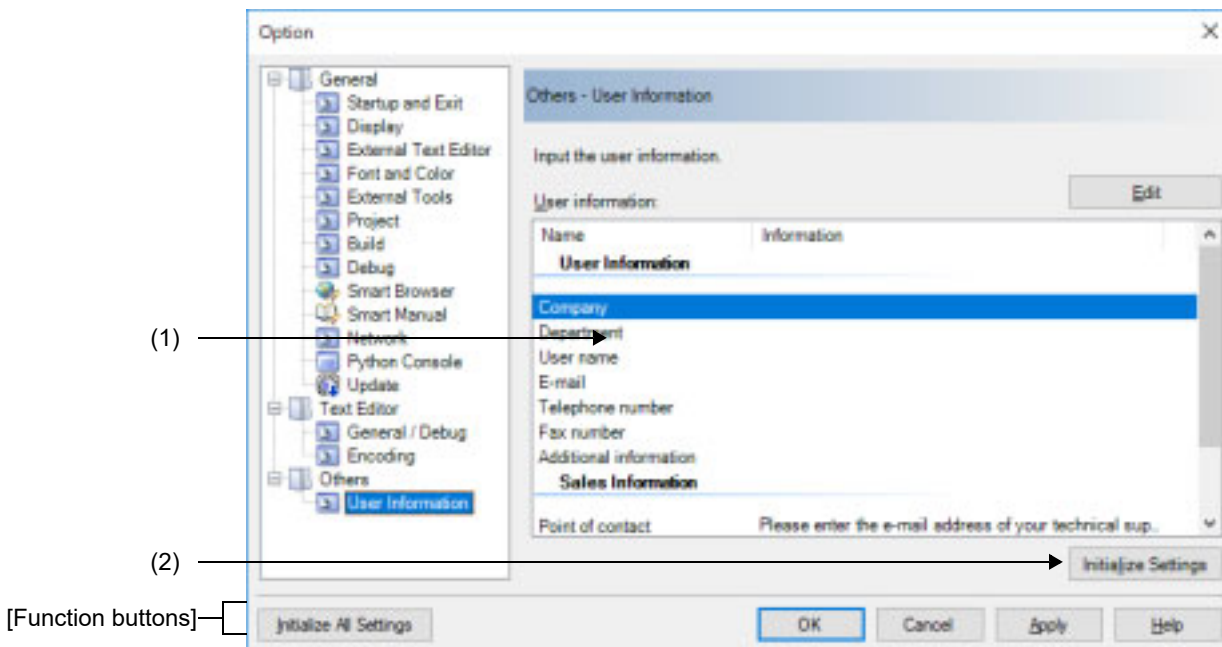 Option
General
Startup and Exit
Display
External Text Editor
Font and Color
External Tools
Project
Build
Debug
Smart Browser
Smart Manual
Network
Python Console
Update
Text Editor
General / Debug
Encoding
Others
User Information
Others - User Information
Input the user information.
Edit
User information:
Name Information
User Information
Company
Department
User name
E-mail
Telephone number
Fax number
Additional information
Sales Information
Point of contact Please enter the e-mail address of your technical sup..
(1)
(2)
Initialize Settings
[Function buttons]
Initialize All Settings OK Cancel Apply Help